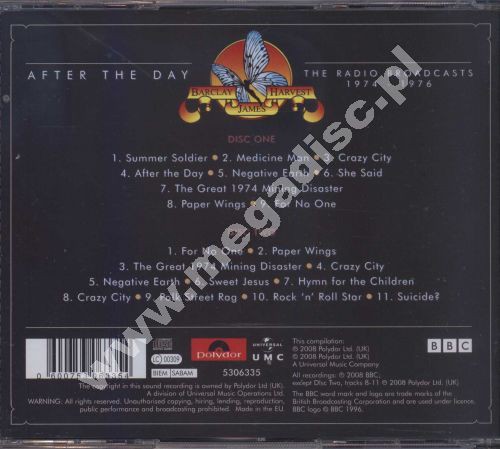 AFTER THE DAY
THE RADIO BROADCASTS
1974 - 1976
BARCLAY JAMES HARVEST
DISC ONE
1. Summer Soldier • 2. Medicine Man • 3. Crazy City
4. After the Day • 5. Negative Earth • 6. She Said
7. The Great 1974 Mining Disaster
8. Paper Wings • 9. For No One
1. For No One • 2. Paper Wings
3. The Great 1974 Mining Disaster • 4. Crazy City
5. Negative Earth • 6. Sweet Jesus • 7. Hymn for the Children
8. Crazy City • 9. Polk Street Rag • 10. Rock 'n' Roll Star • 11. Suicide?
www.megadisc.pl
LC 00309
BIEM SABAM
Polydor
UNIVERSAL
UMC
5306335
BBC
This compilation:
℗ 2008 Polydor Ltd. (UK)
© 2008 Polydor Ltd. (UK)
A Universal Music Company
All recordings: ℗ 2008 BBC;
except Disc Two, tracks 8-11 ℗ 2008 Polydor Ltd. (UK)
The copyright in this sound recording is owned by Polydor Ltd (UK).
A division of Universal Music Operations Ltd.
WARNING. All rights reserved. Unauthorised copying, hiring, lending, reproduction,
public performance and broadcasting prohibited. Made in the EU
The BBC word mark and logo are trade marks of the
British Broadcasting Corporation and are used under licence.
BBC logo © BBC 1996.